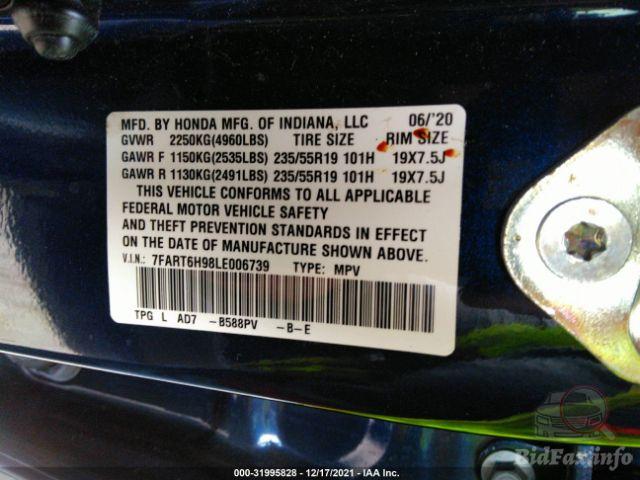 MFD. BY HONDA MFG. OF INDIANA, LLC 06/'20
GVWR 2250KG(4960LBS) TIRE SIZE RIM SIZE
GAWR F 1150KG(2535LBS) 235/55R19 101H 19X7.5J
GAWR R 1130KG(2491LBS) 235/55R19 101H 19X7.5J
THIS VEHICLE CONFORMS TO ALL APPLICABLE
FEDERAL MOTOR VEHICLE SAFETY
AND THEFT PREVENTION STANDARDS IN EFFECT
ON THE DATE OF MANUFACTURE SHOWN ABOVE.
V.I.N.: 7FART6H98LE006739 TYPE: MPV
TPG L AD7 -B588PV -B-E
BidFax.info
000-31995828 - 12/17/2021 - IAA Inc.